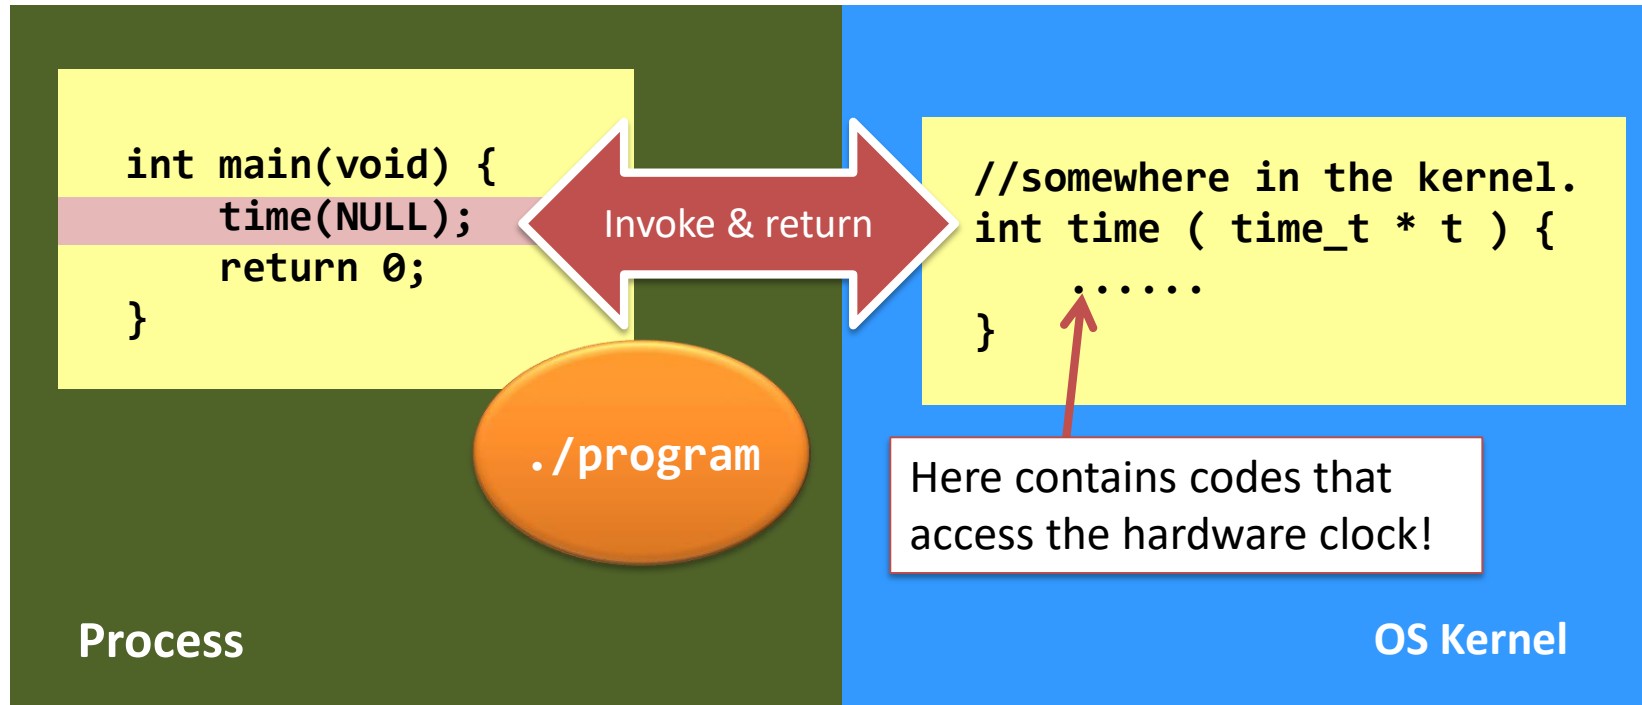 int main(void) {
time(NULL);
return 0;
}
Invoke & return
//somewhere in the kernel.
int time ( time_t * t ) {
......
}
./program
Here contains codes that
access the hardware clock!
Process
OS Kernel